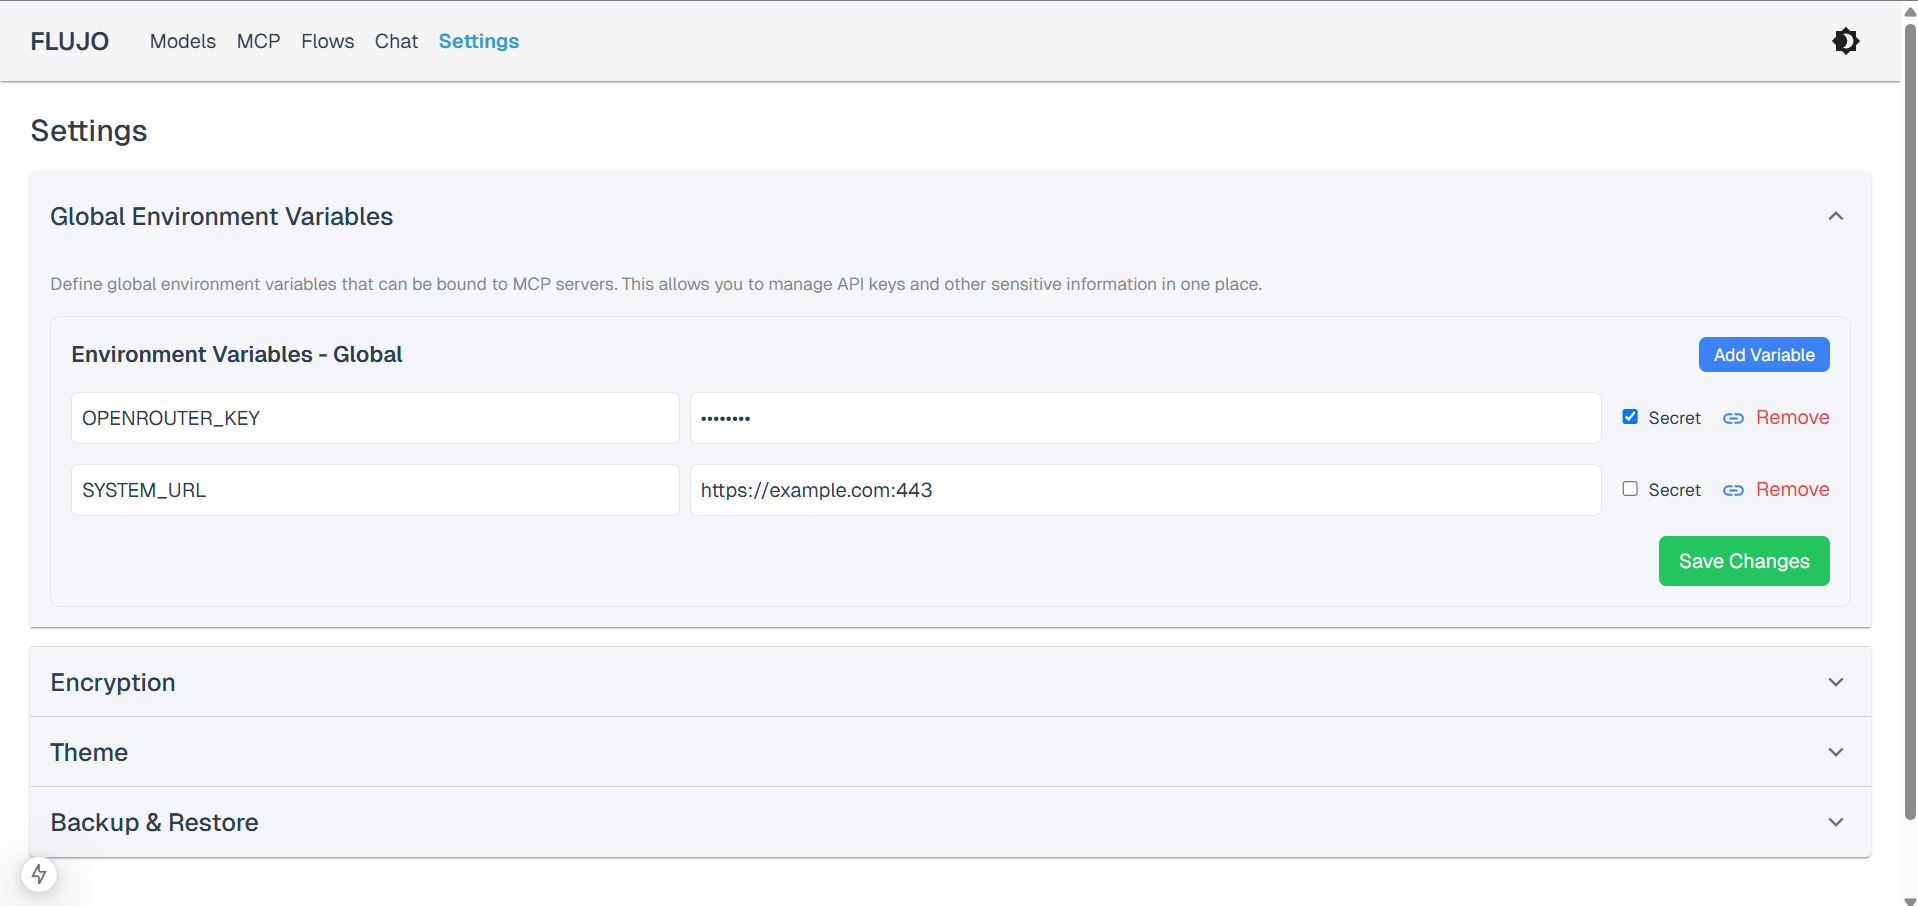 FLUJO Models MCP Flows Chat Settings
Settings
Global Environment Variables
Define global environment variables that can be bound to MCP servers. This allows you to manage API keys and other sensitive information in one place.
Environment Variables - Global Add Variable
OPENROUTER_KEY •••••••• Secret Remove
SYSTEM_URL https://example.com:443 Secret Remove
Save Changes
Encryption
Theme
Backup & Restore